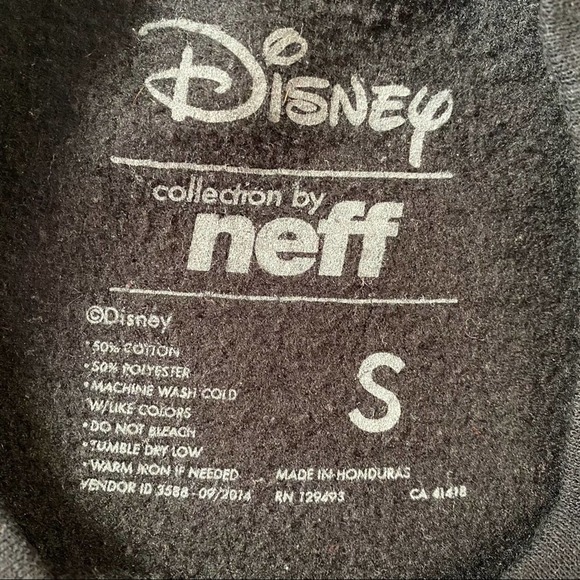 Disney
collection by
neff
©Disney
• 50% COTTON
• 50% POLYESTER
• MACHINE WASH COLD
W/LIKE COLORS
• DO NOT BLEACH
• TUMBLE DRY LOW
• WARM IRON IF NEEDED
VENDOR ID 3588 - 09/2014
S
MADE IN HONDURAS
RN 129493
CA 41418